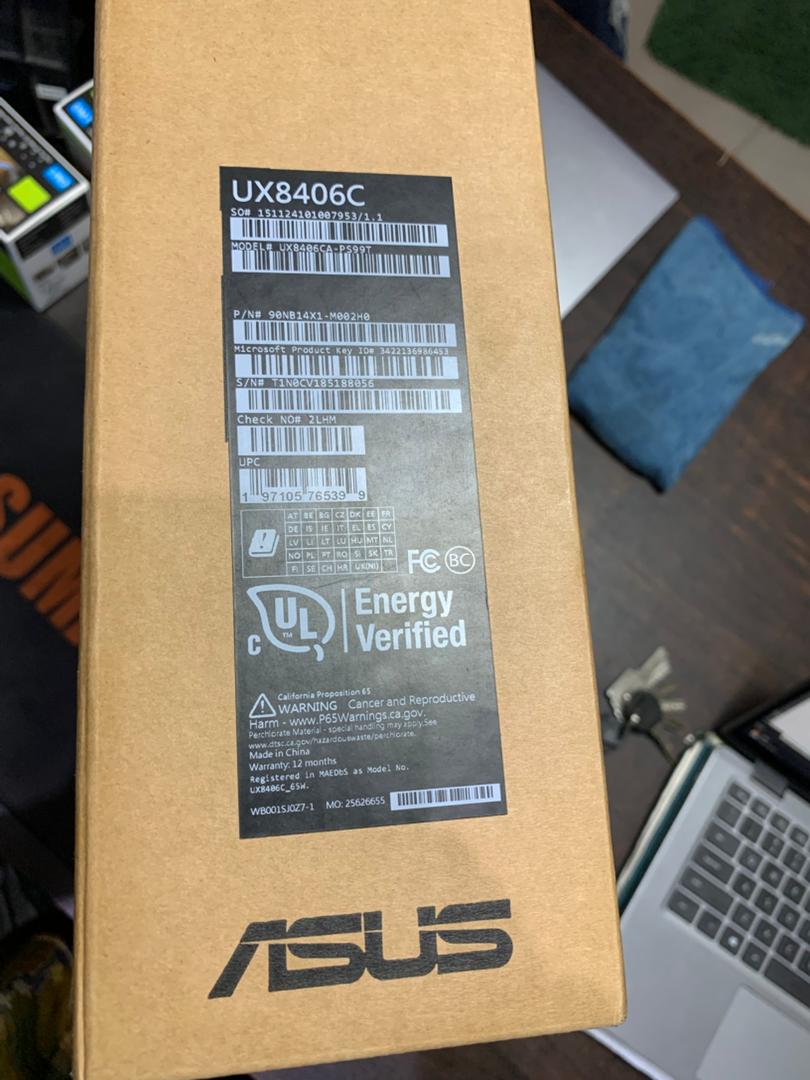 UX8406C
SO# 151124101007953/1.1
MODEL# UX8406CA-PS99T
P/N# 90NB14X1-M002H0
Microsoft Product Key ID# 3422136986453
S/N# T1N0CV185188056
Check NO# 2LHM
UPC
1 97105 76539 9
AT BE BG CZ DK EE FR
DE IS IE IT EL ES CY
LV LI LT LU HU MT NL
NO PL PT RO SI SK TR
FI SE CH HR UK(NI)
FC BC
C UL TM Energy Verified
California Proposition 65
WARNING Cancer and Reproductive
Harm - www.P65Warnings.ca.gov.
Perchlorate Material - special handling may apply.See
www.dtsc.ca.gov/hazardouswaste/perchlorate.
Made in China
Warranty: 12 months
Registered in MAEDbS as Model No.
UX8406C_65W.
WB001SJ0Z7-1 MO: 25626655
ASUS
SUM